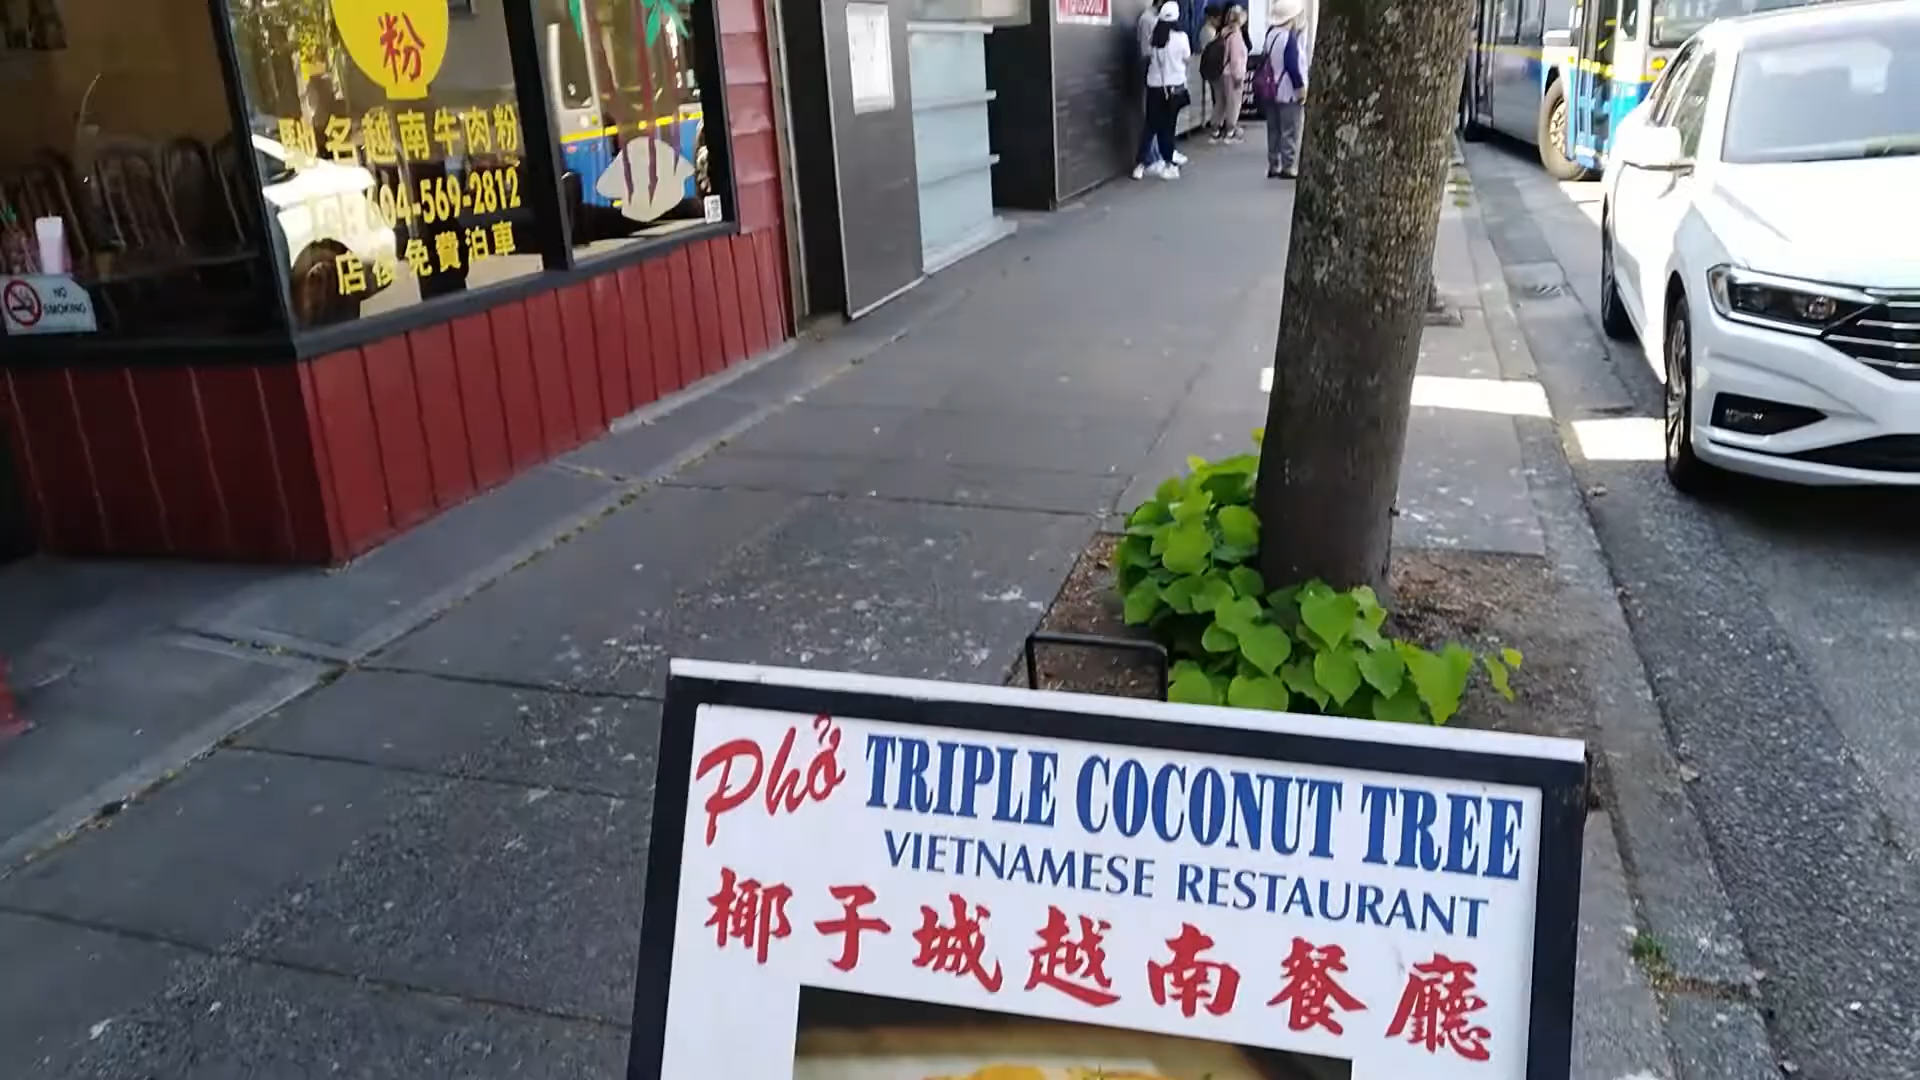 粉
馳名越南牛肉粉
Tel: 604-569-2812
店後免費泊車
NO
SMOKING
Phở TRIPLE COCONUT TREE
VIETNAMESE RESTAURANT
椰子城越南餐廳